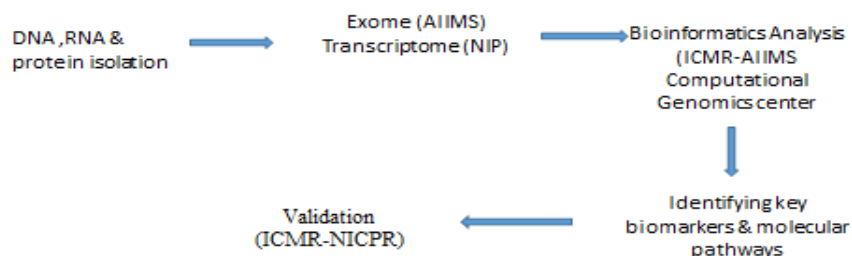 DNA ,RNA &
protein isolation
Exome (AIIMS)
Transcriptome (NIP)
Bioinformatics Analysis
(ICMR-AIIMS
Computational
Genomics center
Identifying key
biomarkers & molecular
pathways
Validation
(ICMR-NICPR)